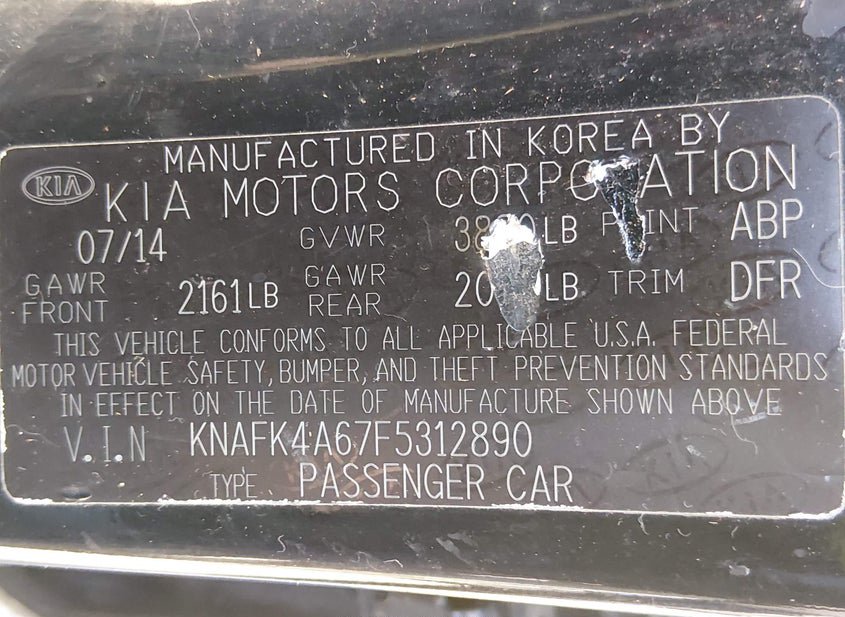 MANUFACTURED IN KOREA BY
KIA KIA MOTORS
07/14 GVWR PAINT ABP
GAWR FRONT 2161LB GAWR REAR TRIM DFR
THIS VEHICLE CONFORMS TO ALL APPLICABLE U.S.A. FEDERAL
MOTOR VEHICLE SAFETY, BUMPER, AND THEFT PREVENTION STANDARDS
IN EFFECT ON THE DATE OF MANUFACTURE SHOWN ABOVE
V.I.N KNAFK4A67F5312890
TYPE PASSENGER CAR